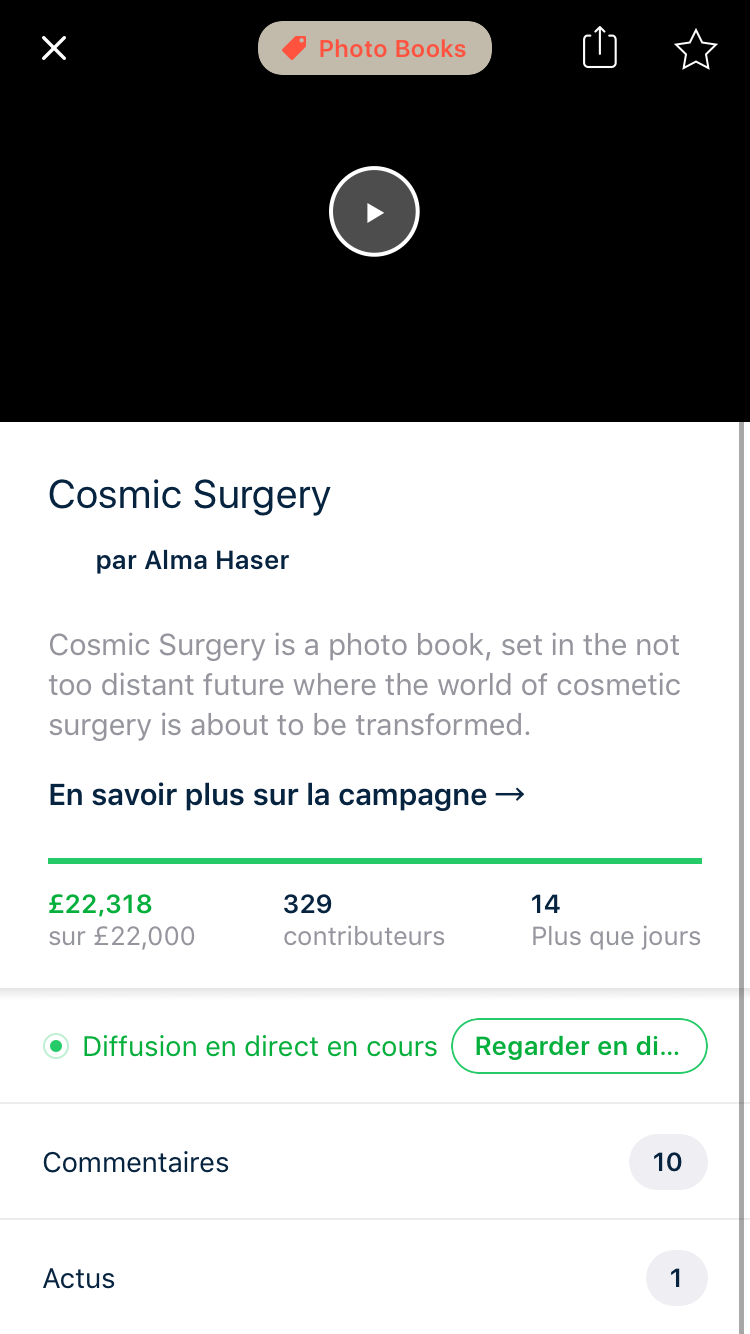 Photo Books
Cosmic Surgery
par Alma Haser
Cosmic Surgery is a photo book, set in the not
too distant future where the world of cosmetic
surgery is about to be transformed.
En savoir plus sur la campagne →
£22,318
sur £22,000
329
contributeurs
14
Plus que jours
Diffusion en direct en cours
Regarder en di...
Commentaires
10
Actus
1